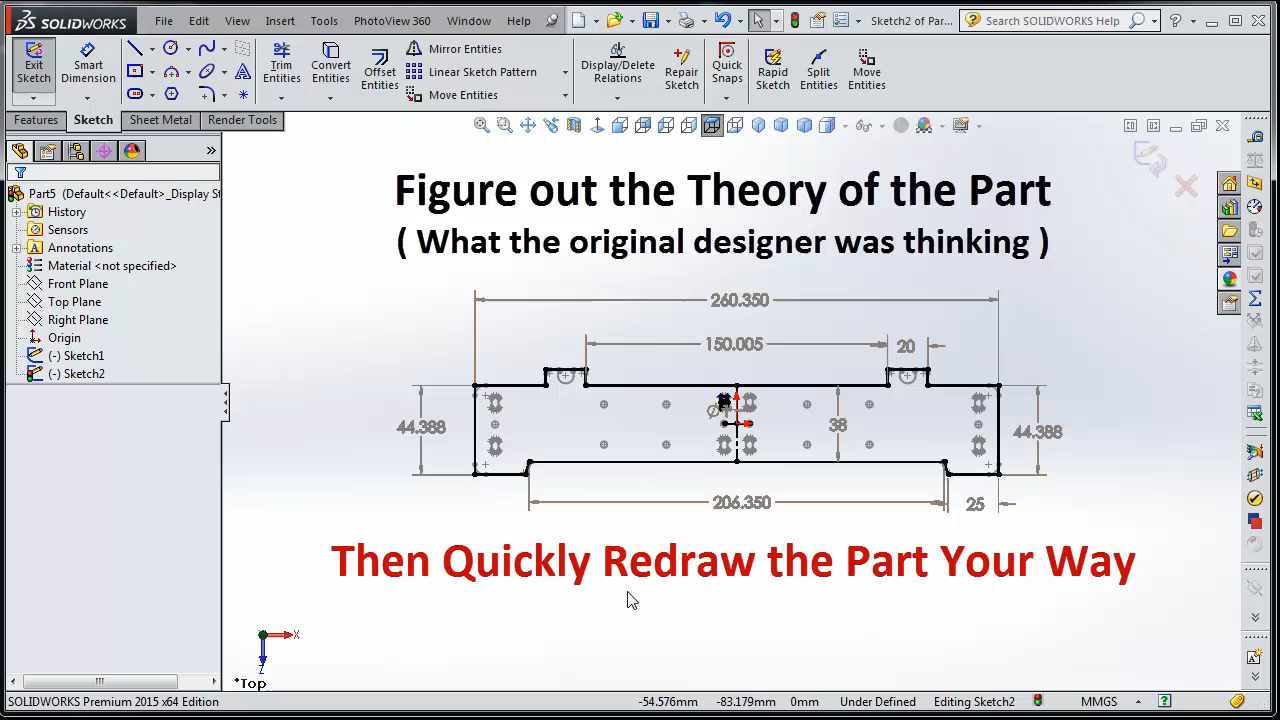 SOLIDWORKS File Edit View Insert Tools PhotoView 360 Window Help Sketch2 of Par... Search SOLIDWORKS Help
Exit Sketch
Smart Dimension
Trim Entities
Convert Entities
Offset Entities
Mirror Entities
Linear Sketch Pattern
Move Entities
Display/Delete Relations
Repair Sketch
Quick Snaps
Rapid Sketch
Split Entities
Move Entities
Features Sketch Sheet Metal Render Tools
Part5 (Default<<Default>_Display St
History
Sensors
Annotations
Material <not specified>
Front Plane
Top Plane
Right Plane
Origin
(-) Sketch1
(-) Sketch2
Figure out the Theory of the Part
( What the original designer was thinking )
260.350
150.005
20
44.388
38
44.388
206.350
25
Then Quickly Redraw the Part Your Way
X
Z
*Top
SOLIDWORKS Premium 2015 x64 Edition -54.576mm -83.179mm 0mm Under Defined Editing Sketch2 MMGS